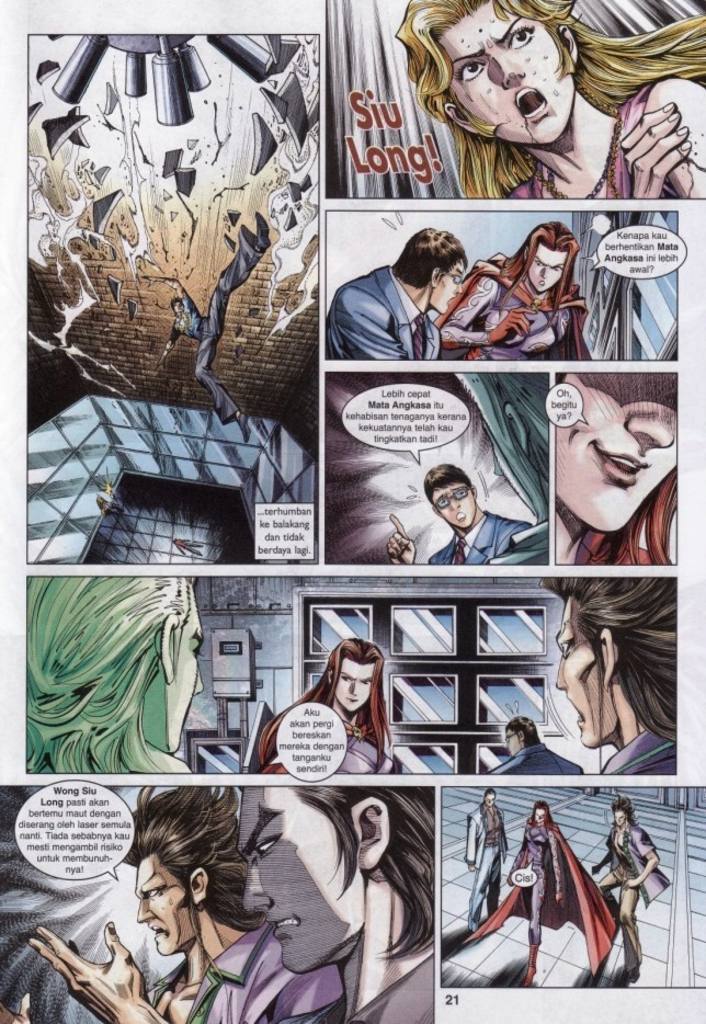 Siu
Long!
...terhumban
ke balakang
dan tidak
berdaya lagi.
Kenapa kau
berhentikan Mata
Angkasa ini lebih
awal?
Lebih cepat
Mata Angkasa itu
kehabisan tenaganya kerana
kekuatannya telah kau
tingkatkan tadi!
Oh,
begitu
ya?
Aku
akan pergi
bereskan
mereka dengan
tanganku
sendiri!
Wong Siu
Long pasti akan
bertemu maut dengan
diserang oleh laser semula
nanti. Tiada sebabnya kau
mesti mengambil risiko
untuk membunuh-
nya!
Cis!
21